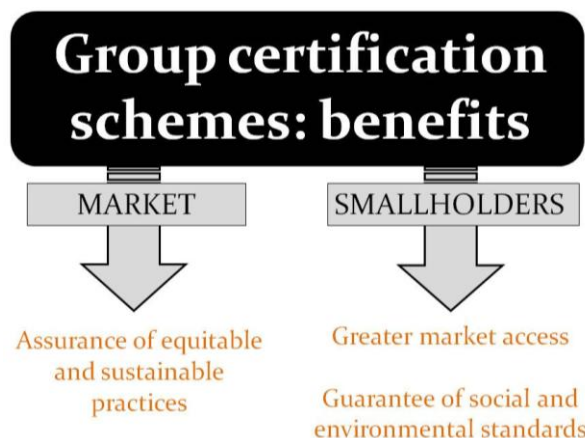 Group certification
schemes: benefits
MARKET
SMALLHOLDERS
Assurance of equitable
and sustainable
practices
Greater market access
Guarantee of social and
environmental standards